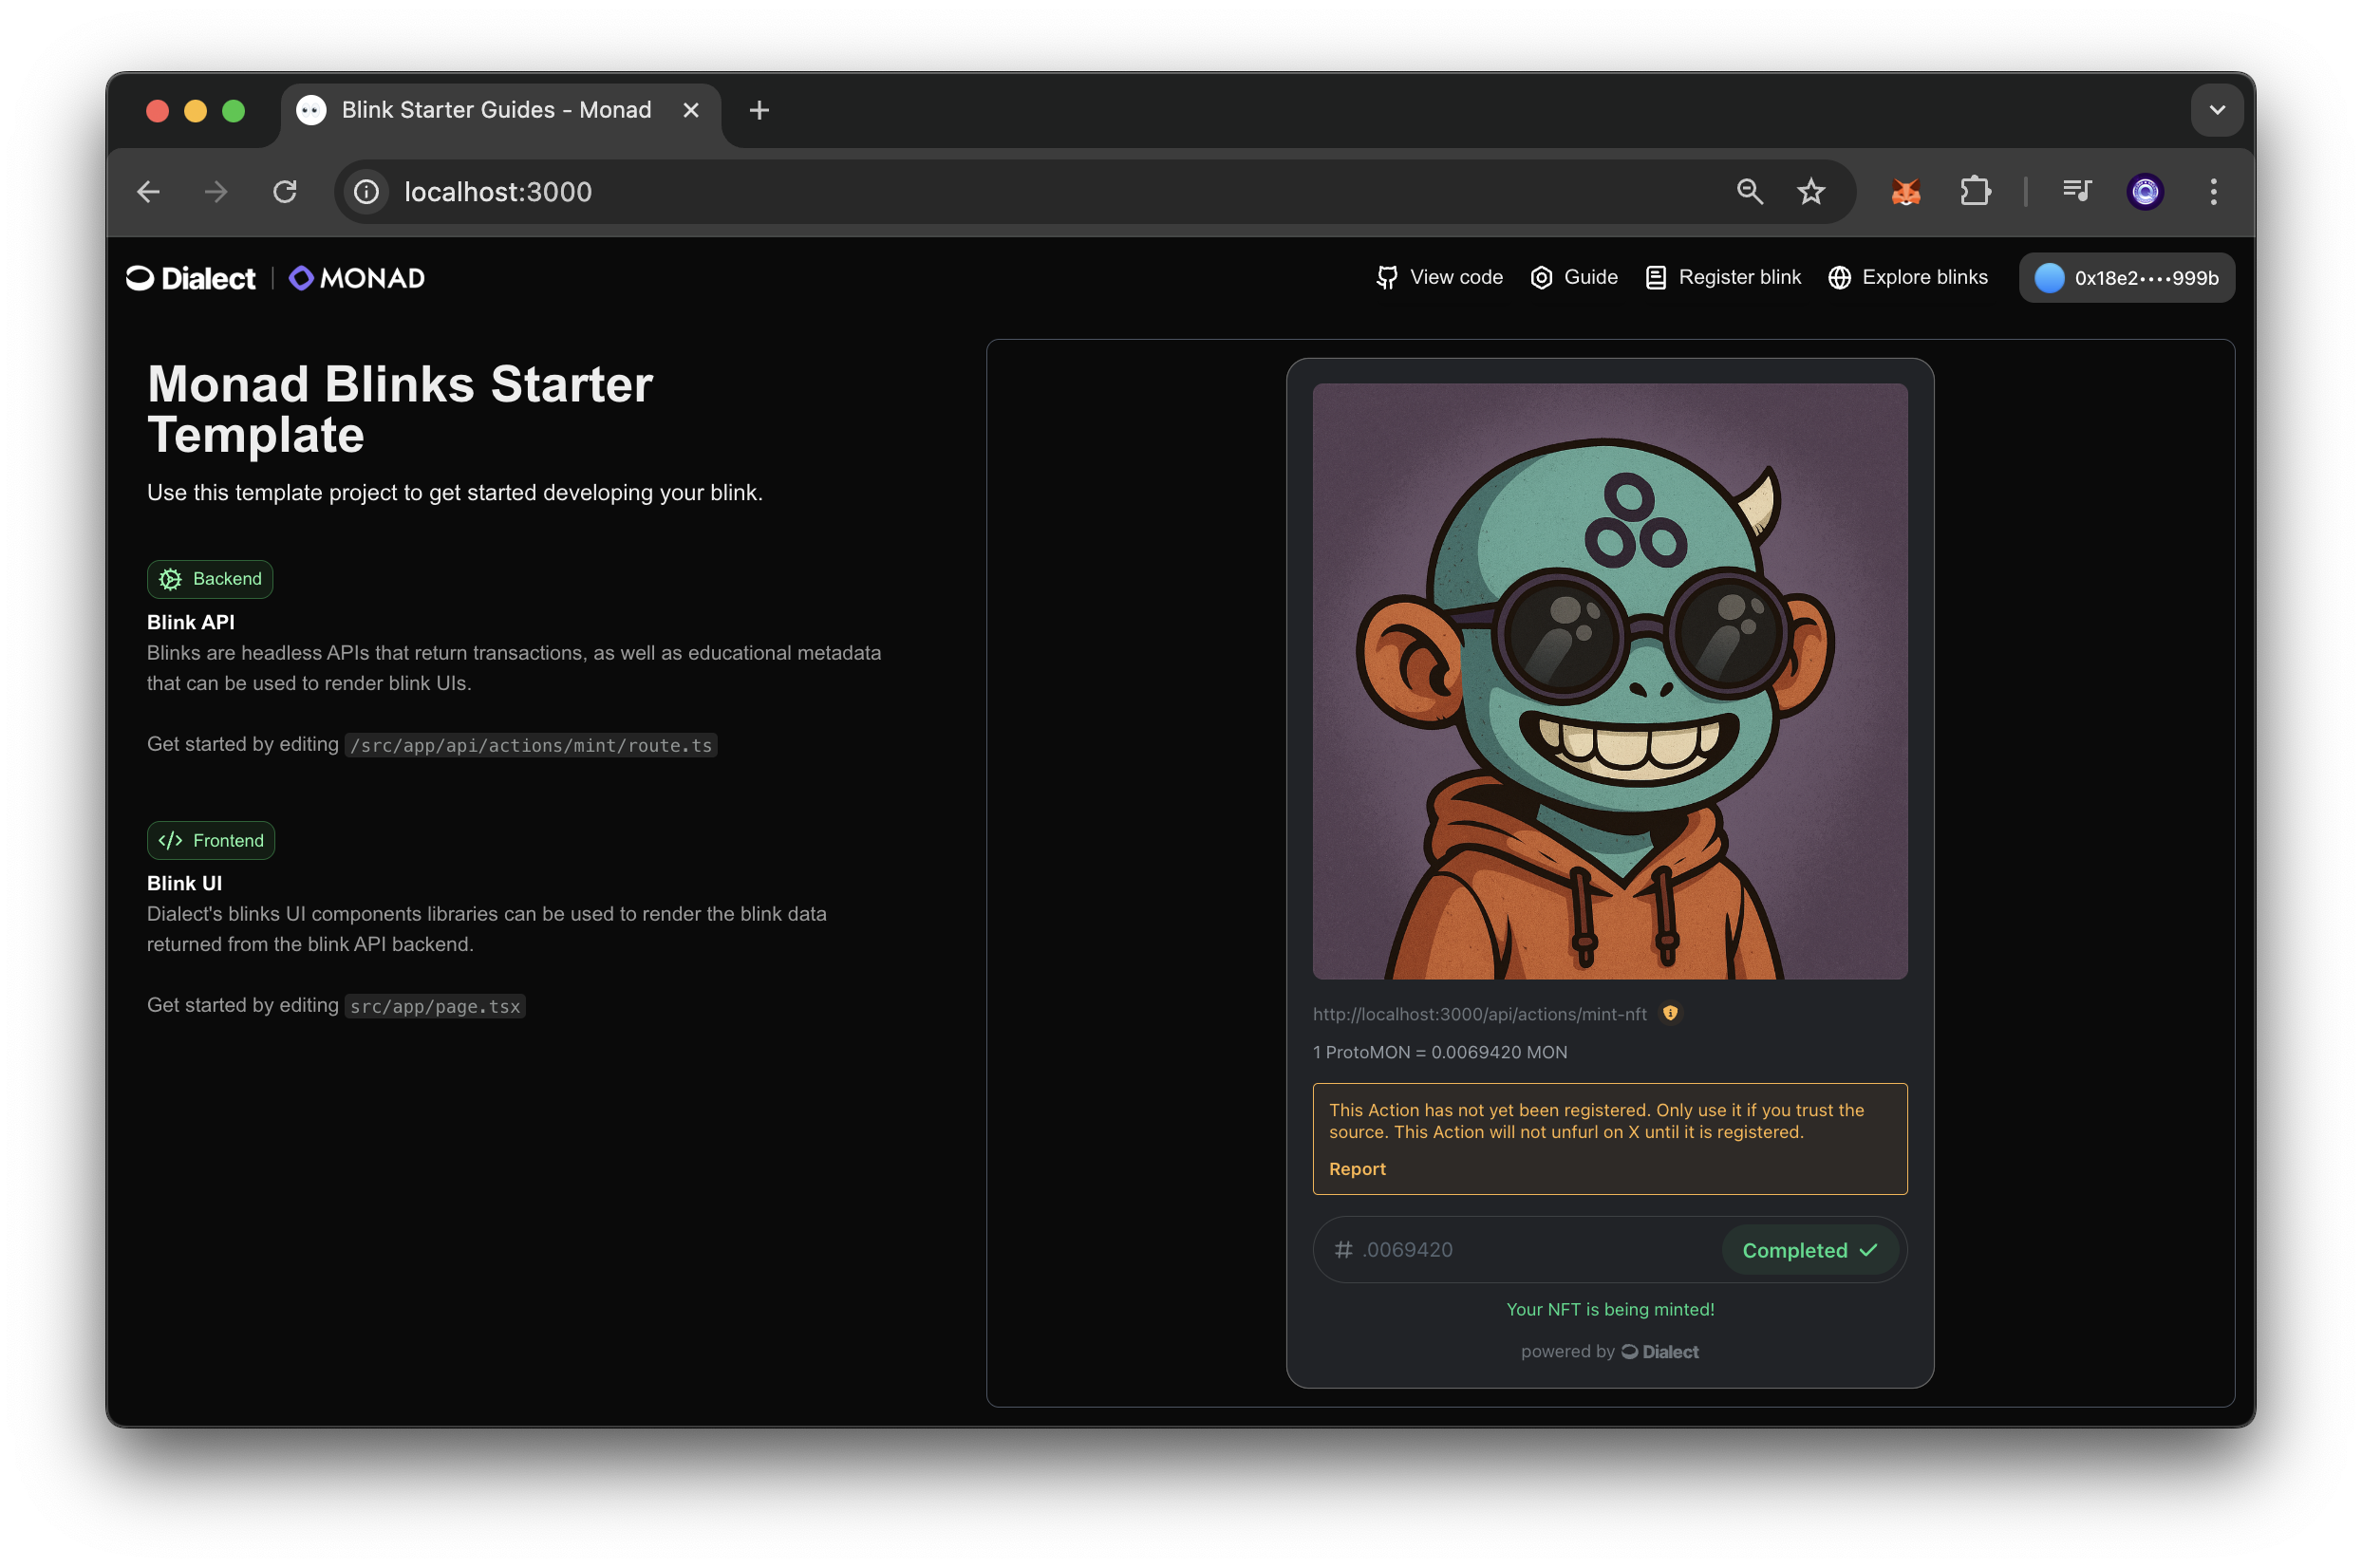 Blink Starter Guides - Monad
localhost:3000
Dialect | MONAD
View code
Guide
Register blink
Explore blinks
0x18e2••••999b
Monad Blinks Starter
Template
Use this template project to get started developing your blink.
Backend
Blink API
Blinks are headless APIs that return transactions, as well as educational metadata
that can be used to render blink UIs.
Get started by editing /src/app/api/actions/mint/route.ts
Frontend
Blink UI
Dialect's blinks UI components libraries can be used to render the blink data
returned from the blink API backend.
Get started by editing src/app/page.tsx
http://localhost:3000/api/actions/mint-nft
1 ProtoMON = 0.0069420 MON
This Action has not yet been registered. Only use it if you trust the
source. This Action will not unfurl on X until it is registered.
Report
# .0069420
Completed
Your NFT is being minted!
powered by Dialect